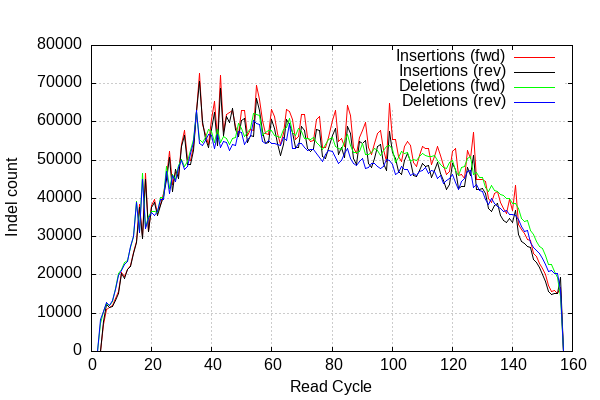 80000
Insertions (fwd)
Insertions (rev)
Deletions (fwd)
Deletions (rev)
70000
60000
50000
40000
30000
20000
10000
0
Indel count
0 20 40 60 80 100 120 140 160
Read Cycle